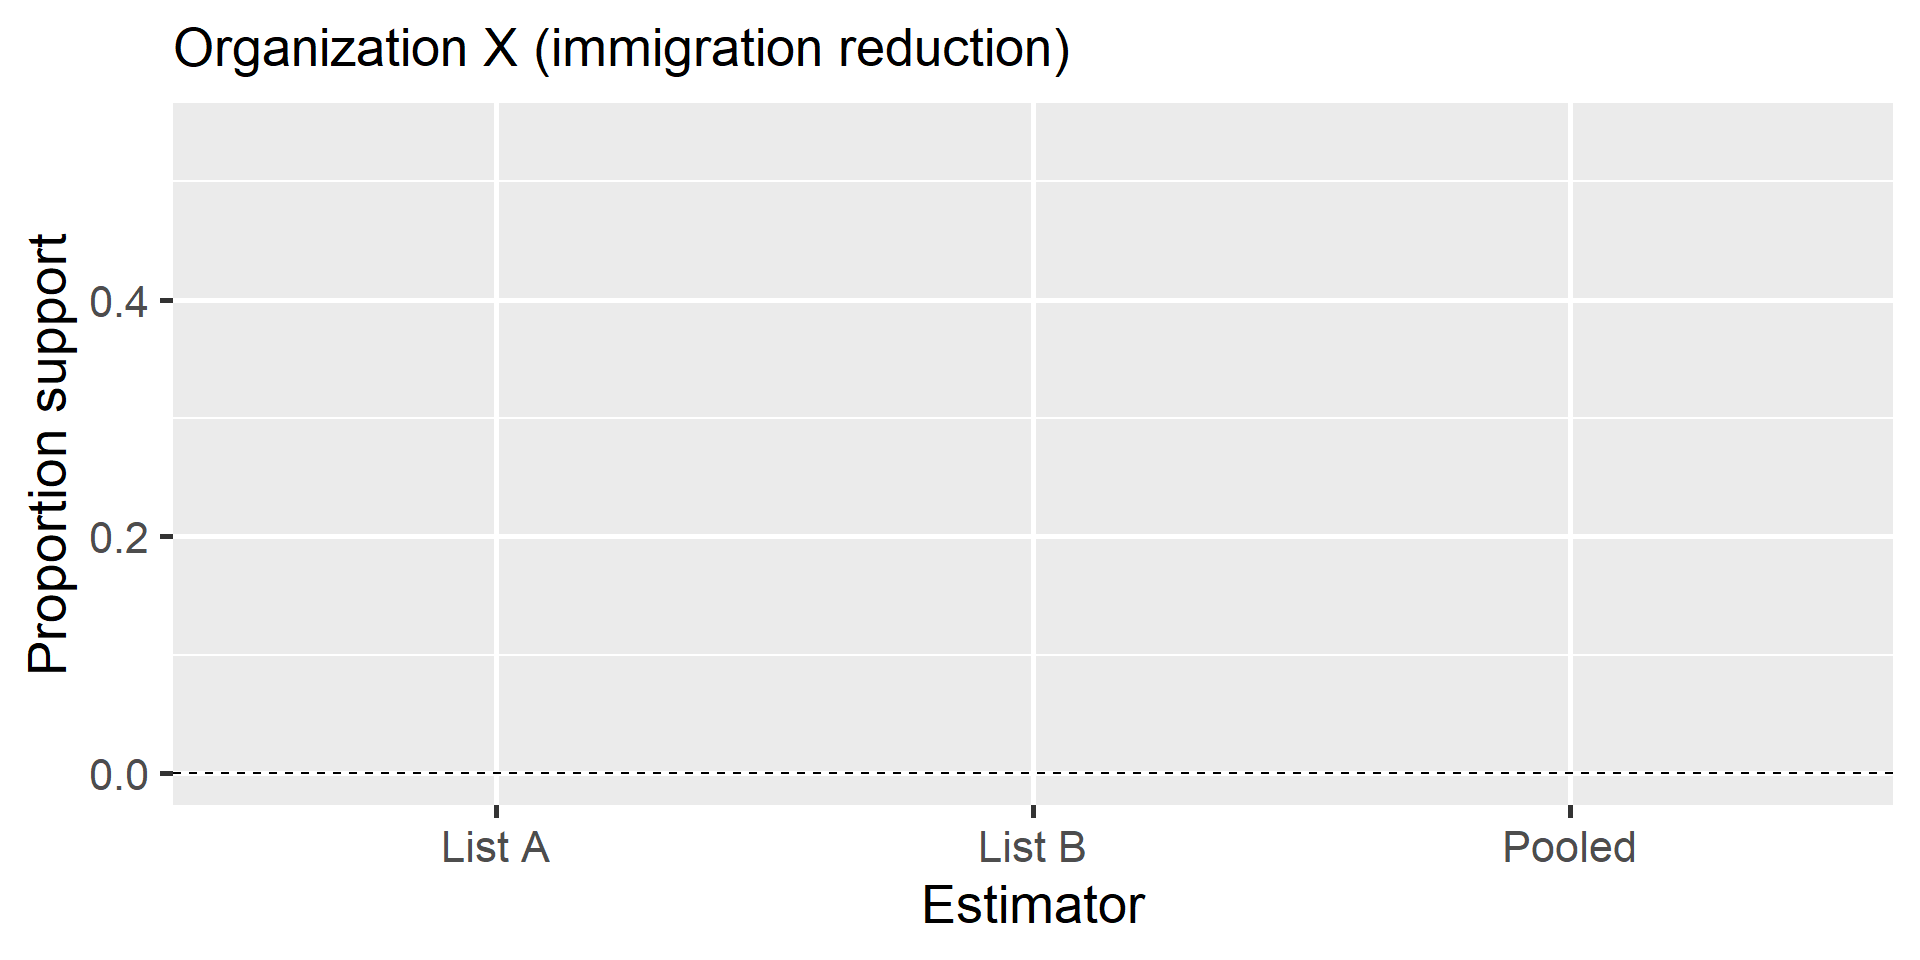 Organization X (immigration reduction)
Proportion support
0.4
0.2
0.0
List A
List B
Pooled
Estimator